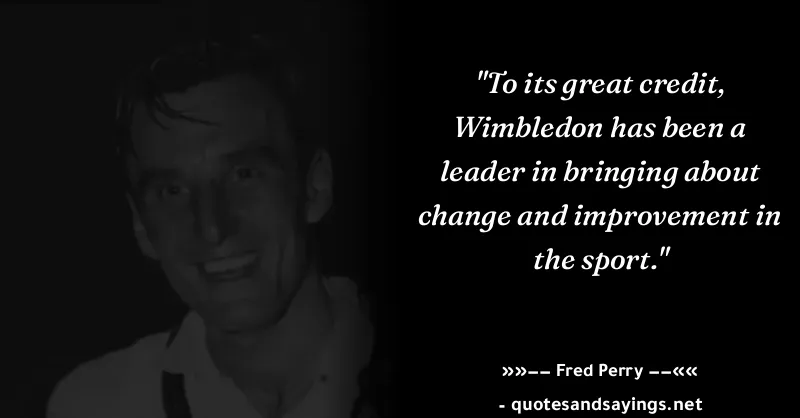 "To its great credit,
Wimbledon has been a
leader in bringing about
change and improvement in
the sport."
»»–– Fred Perry ––««
- quotesandsayings.net